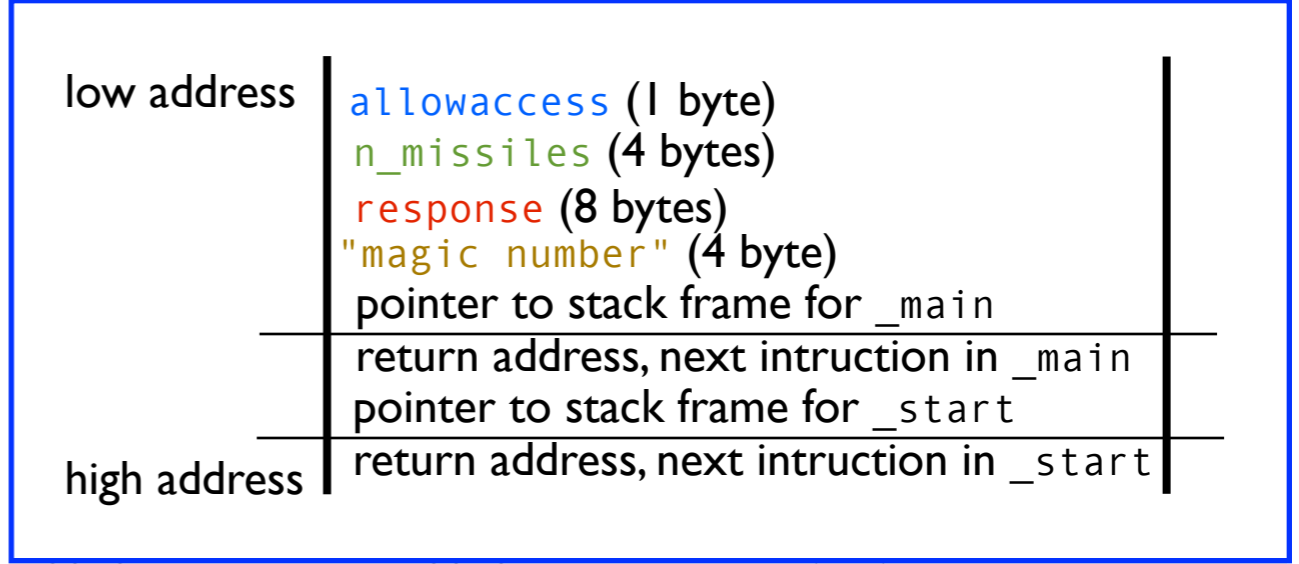 low address
allowaccess (1 byte)
n_missiles (4 bytes)
response (8 bytes)
"magic number" (4 byte)
pointer to stack frame for _main
return address, next intruction in _main
pointer to stack frame for _start
high address
return address, next intruction in _start